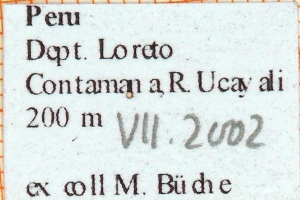 Peru
Dept. Loreto
Contamana, R. Ucayali
200 m VII.2002
ex coll M. Büche